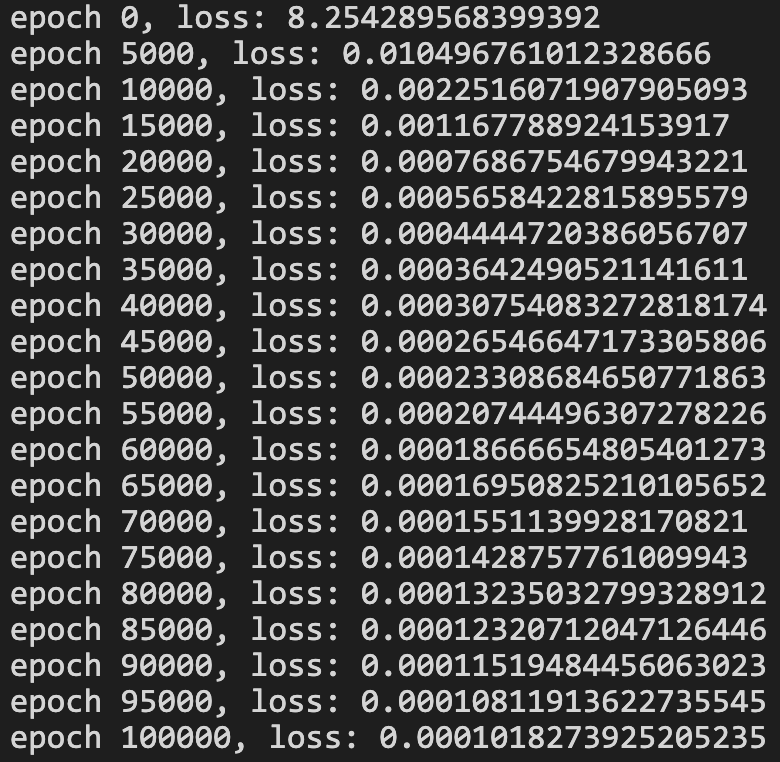 epoch 0, loss: 8.254289568399392
epoch 5000, loss: 0.010496761012328666
epoch 10000, loss: 0.0022516071907905093
epoch 15000, loss: 0.001167788924153917
epoch 20000, loss: 0.0007686754679943221
epoch 25000, loss: 0.0005658422815895579
epoch 30000, loss: 0.0004444720386056707
epoch 35000, loss: 0.0003642490521141611
epoch 40000, loss: 0.00030754083272818174
epoch 45000, loss: 0.00026546647173305806
epoch 50000, loss: 0.00023308684650771863
epoch 55000, loss: 0.00020744496307278226
epoch 60000, loss: 0.00018666654805401273
epoch 65000, loss: 0.00016950825210105652
epoch 70000, loss: 0.0001551139928170821
epoch 75000, loss: 0.0001428757761009943
epoch 80000, loss: 0.00013235032799328912
epoch 85000, loss: 0.00012320712047126446
epoch 90000, loss: 0.00011519484456063023
epoch 95000, loss: 0.00010811913622735545
epoch 100000, loss: 0.00010182739252​05235